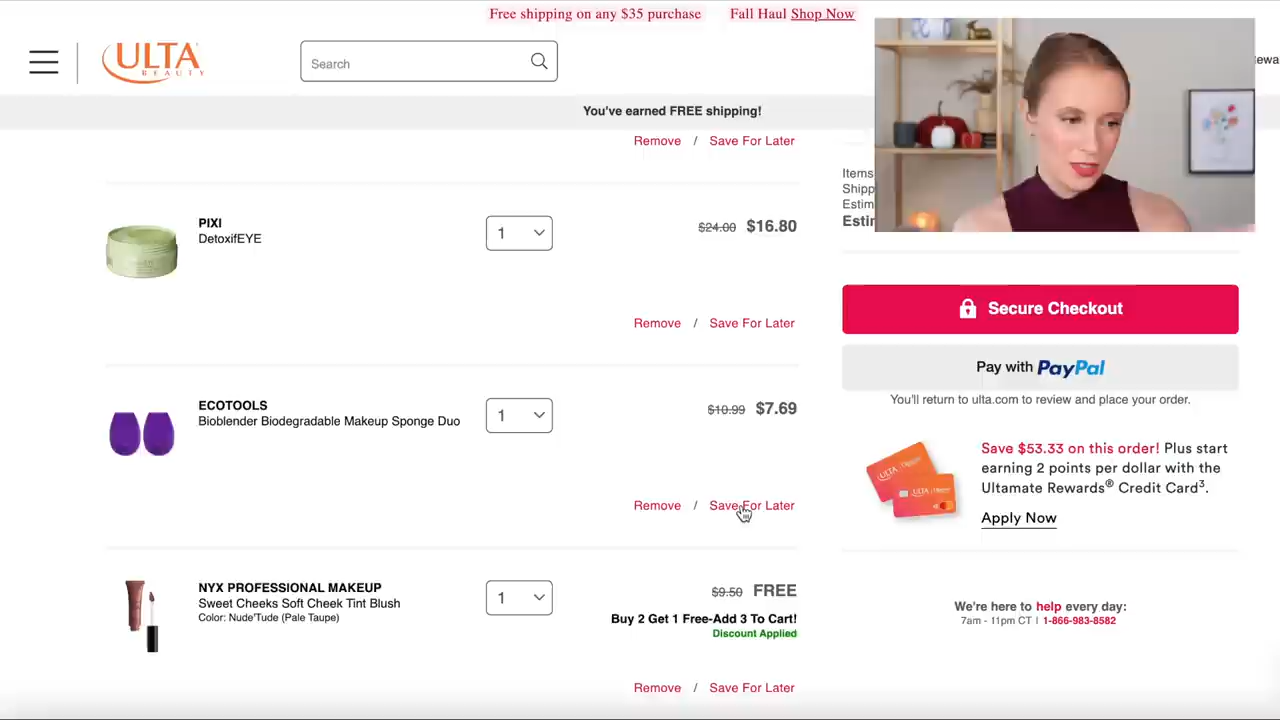 Free shipping on any $35 purchase Fall Haul Shop Now
ULTA
BEAUTY
Search
You've earned FREE shipping!
Remove / Save For Later
Items
Shipp
Estim
Estir
PIXI
DetoxifEYE
1
$24.00 $16.80
Remove / Save For Later
ECOTOOLS
Bioblender Biodegradable Makeup Sponge Duo
1
$10.99 $7.69
Remove / Save For Later
NYX PROFESSIONAL MAKEUP
Sweet Cheeks Soft Cheek Tint Blush
Color: Nude'Tude (Pale Taupe)
1
$9.50 FREE
Buy 2 Get 1 Free-Add 3 To Cart!
Discount Applied
Remove / Save For Later
Secure Checkout
Pay with PayPal
You'll return to ulta.com to review and place your order.
Save $53.33 on this order! Plus start
earning 2 points per dollar with the
Ultamate Rewards® Credit Card³.
Apply Now
We're here to help every day:
7am - 11pm CT | 1-866-983-8582